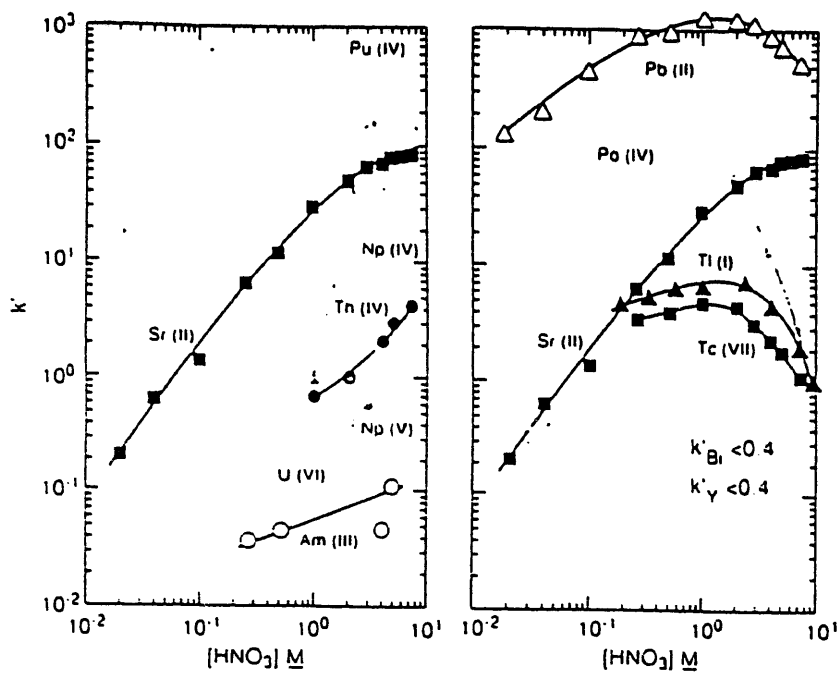 10³
10²
10¹
10⁰
10⁻¹
10⁻²
k'
Pu (IV)
Np (IV)
Th (IV)
Sr (II)
Np (V)
U (VI)
Am (III)
10⁻² 10⁻¹ 10⁰ 10¹
[HNO₃] M
Pb (II)
Po (IV)
Tl (I)
Sr (II)
Tc (VII)
k'Bi <0.4
k'Y <0.4
10⁻² 10⁻¹ 10⁰ 10¹
[HNO₃] M